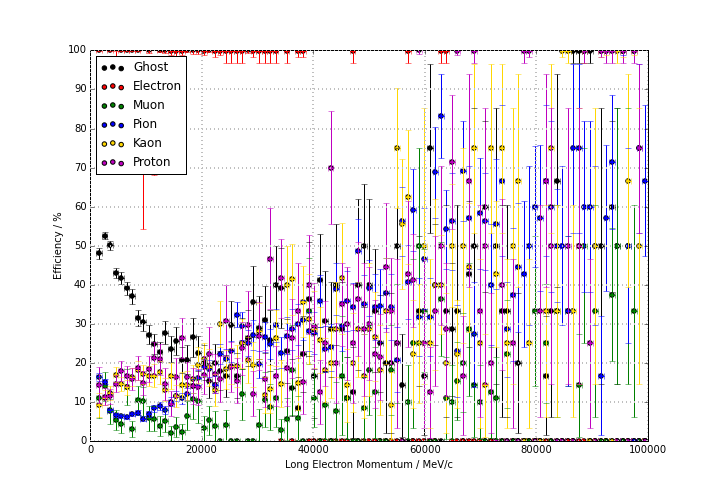 100
90
80
70
60
50
40
30
20
10
0
Efficiency / %
Ghost
Electron
Muon
Pion
Kaon
Proton
0
20000
40000
60000
80000
100000
Long Electron Momentum / MeV/c